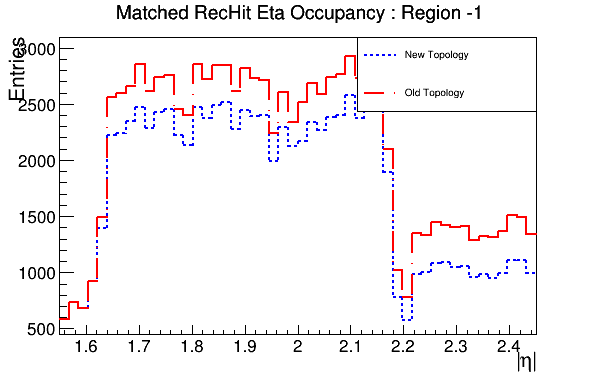 Matched RecHit Eta Occupancy : Region -1
Entries
3000
2500
2000
1500
1000
500
New Topology
Old Topology
1.6 1.7 1.8 1.9 2 2.1 2.2 2.3 2.4
|η|